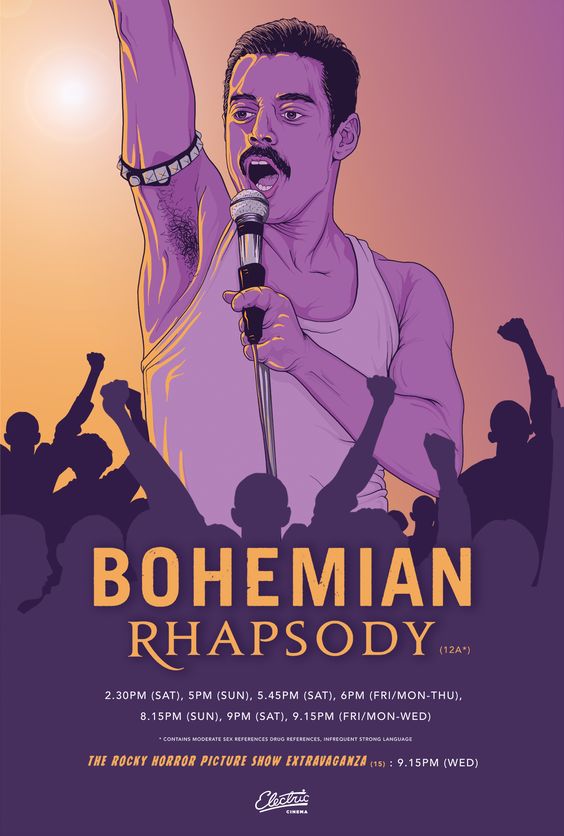 BOHEMIAN
RHAPSODY (12A*)
2.30PM (SAT), 5PM (SUN), 5.45PM (SAT), 6PM (FRI/MON-THU),
8.15PM (SUN), 9PM (SAT), 9.15PM (FRI/MON-WED)
* CONTAINS MODERATE SEX REFERENCES DRUG REFERENCES, INFREQUENT STRONG LANGUAGE
THE ROCKY HORROR PICTURE SHOW EXTRAVAGANZA (15) : 9.15PM (WED)
Electric
CINEMA